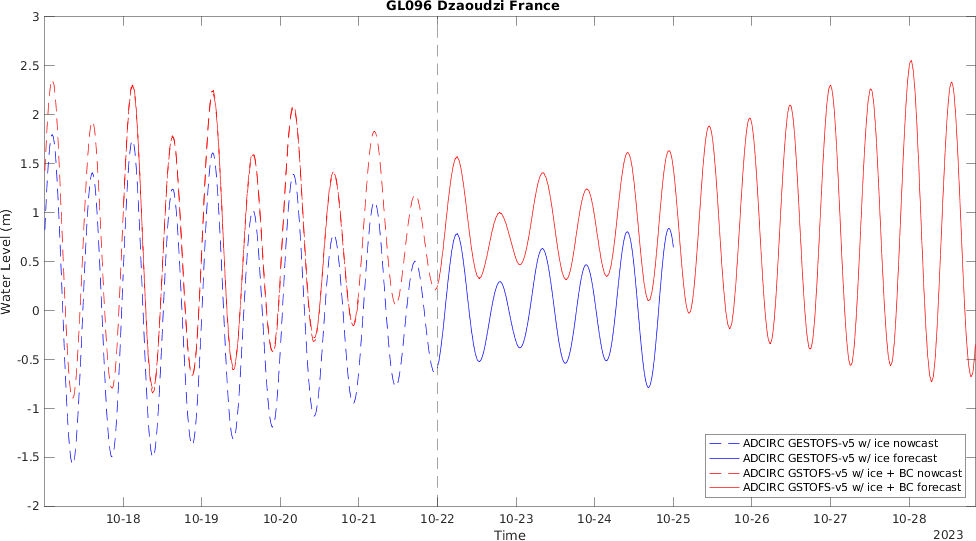 GL096 Dzaoudzi France
3
2.5
2
1.5
1
0.5
0
-0.5
-1
-1.5
-2
Water Level (m)
ADCIRC GESTOFS-v5 w/ ice nowcast
ADCIRC GESTOFS-v5 w/ ice forecast
ADCIRC GSTOFS-v5 w/ ice + BC nowcast
ADCIRC GSTOFS-v5 w/ ice + BC forecast
10-18 10-19 10-20 10-21 10-22 10-23 10-24 10-25 10-26 10-27 10-28
Time
2023